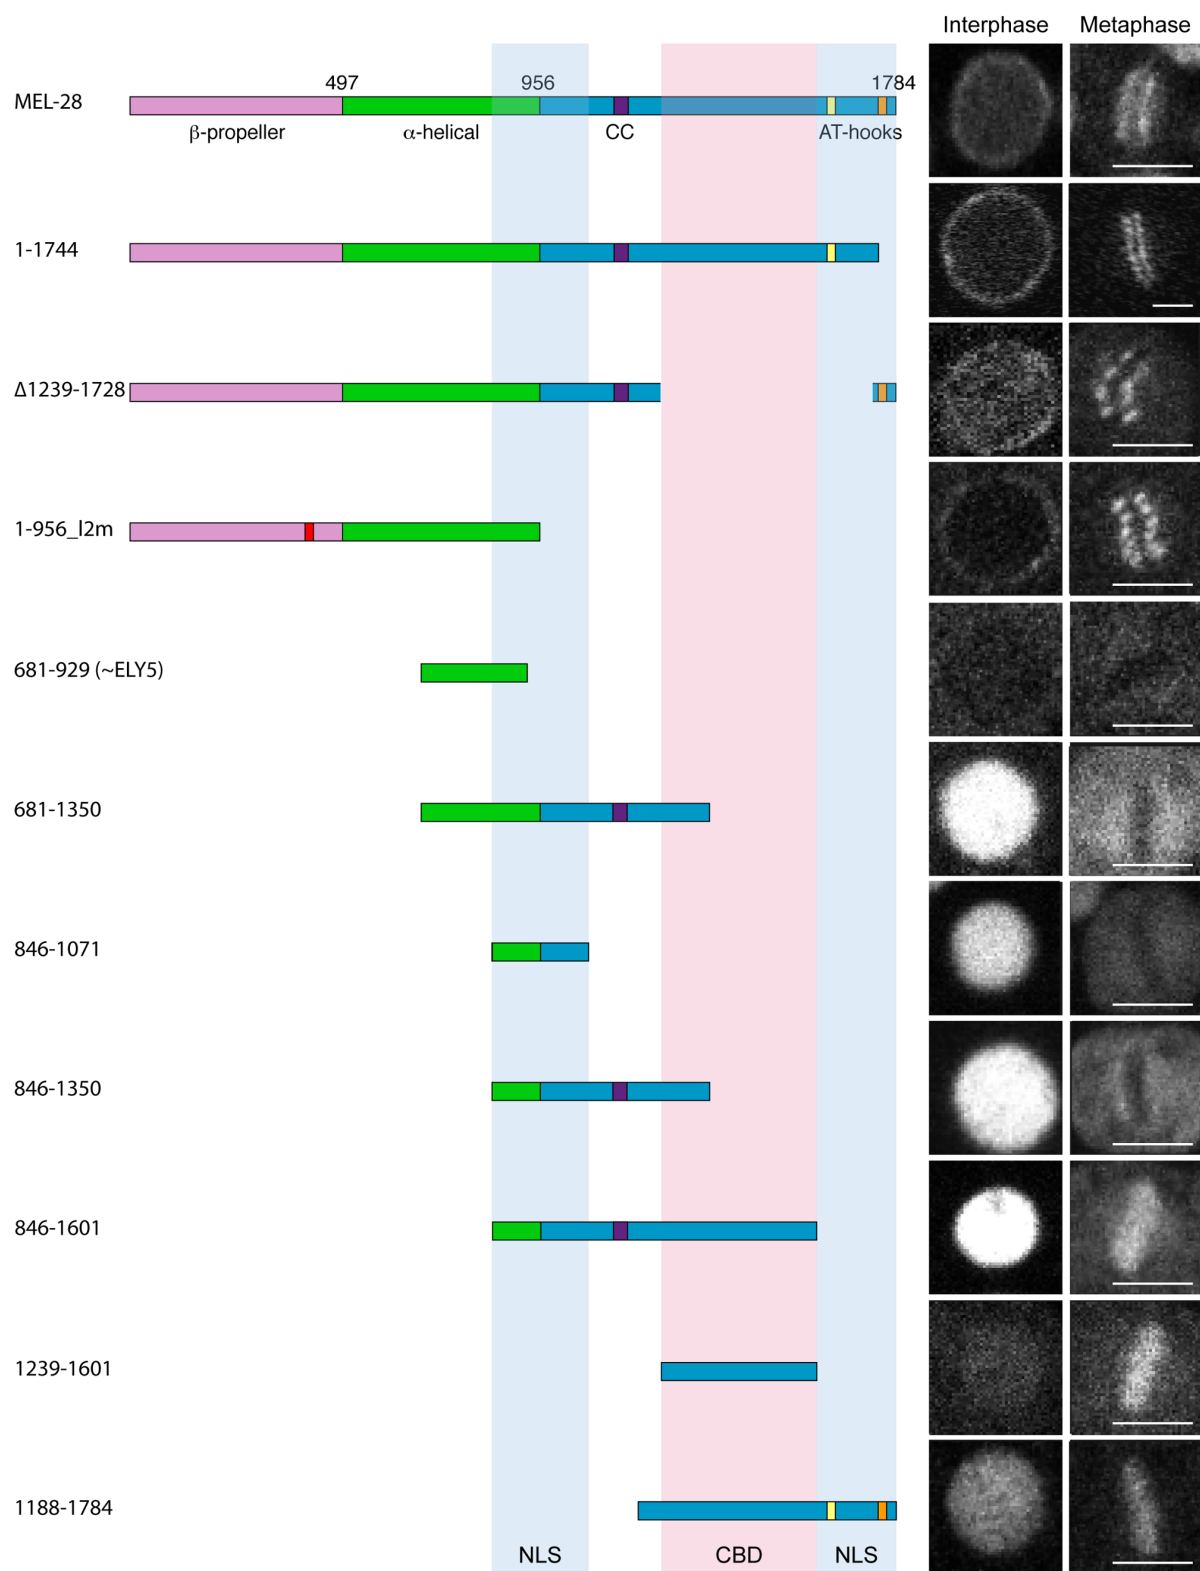 Interphase Metaphase
497 956 1784
MEL-28
β-propeller α-helical CC AT-hooks
1-1744
Δ1239-1728
1-956_l2m
681-929 (~ELY5)
681-1350
846-1071
846-1350
846-1601
1239-1601
1188-1784
NLS CBD NLS